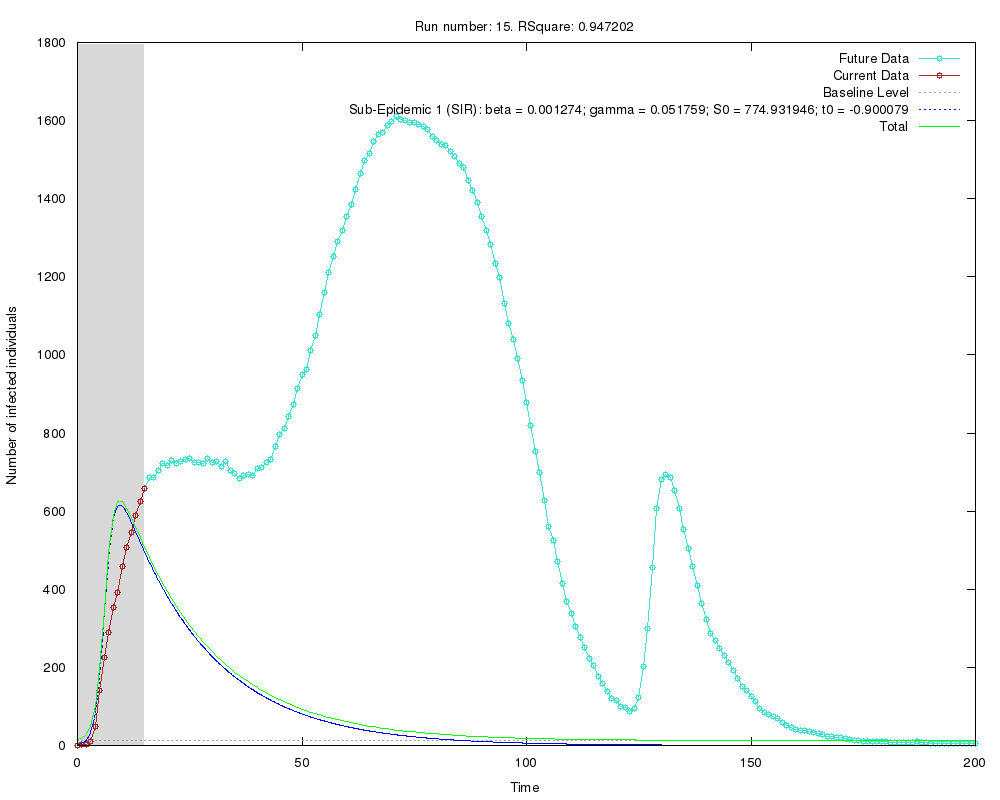 Run number: 15. RSquare: 0.947202
Future Data
Current Data
Baseline Level
Sub-Epidemic 1 (SIR): beta = 0.001274; gamma = 0.051759; S0 = 774.931946; t0 = -0.900079
Total
1800
1600
1400
1200
1000
800
600
400
200
0
Number of infected individuals
0 50 100 150 200
Time